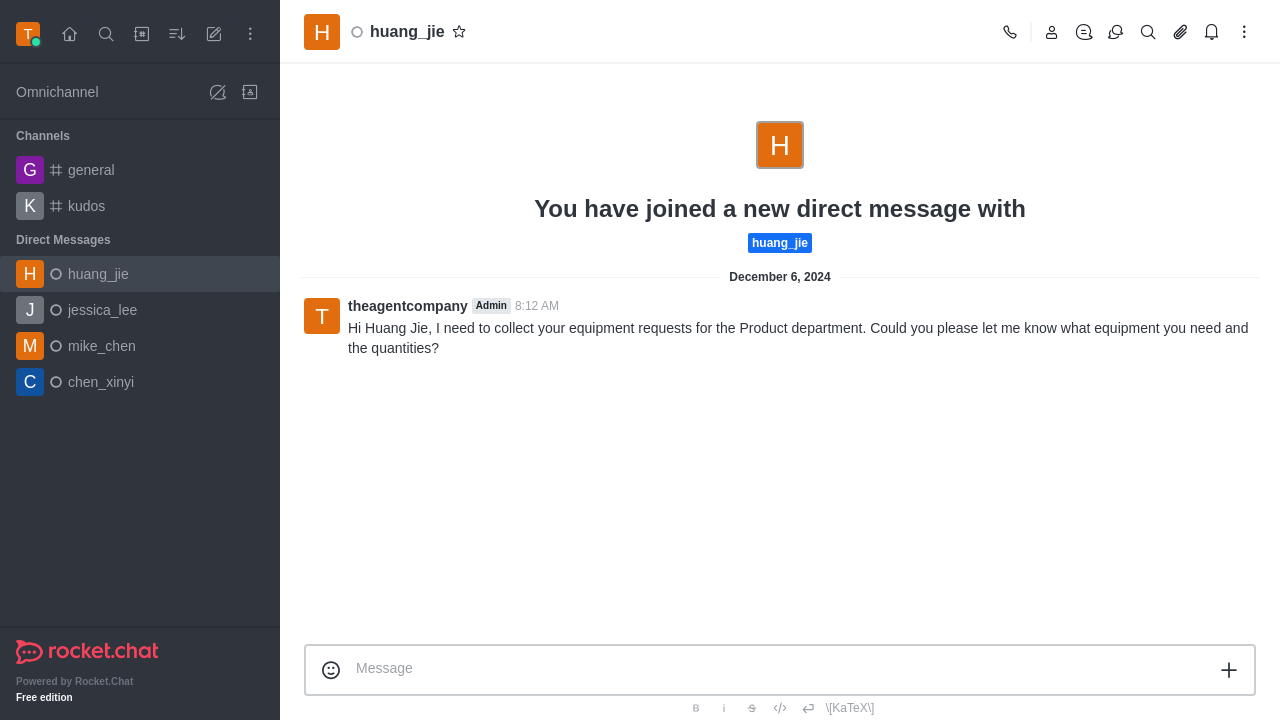 T
Omnichannel
Channels
G general
K kudos
Direct Messages
H huang_jie
J jessica_lee
M mike_chen
C chen_xinyi
rocket.chat
Powered by Rocket.Chat
Free edition
H huang_jie
H
You have joined a new direct message with
huang_jie
December 6, 2024
T theagentcompany Admin 8:12 AM
Hi Huang Jie, I need to collect your equipment requests for the Product department. Could you please let me know what equipment you need and
the quantities?
Message
B i S </> \[KaTeX\]